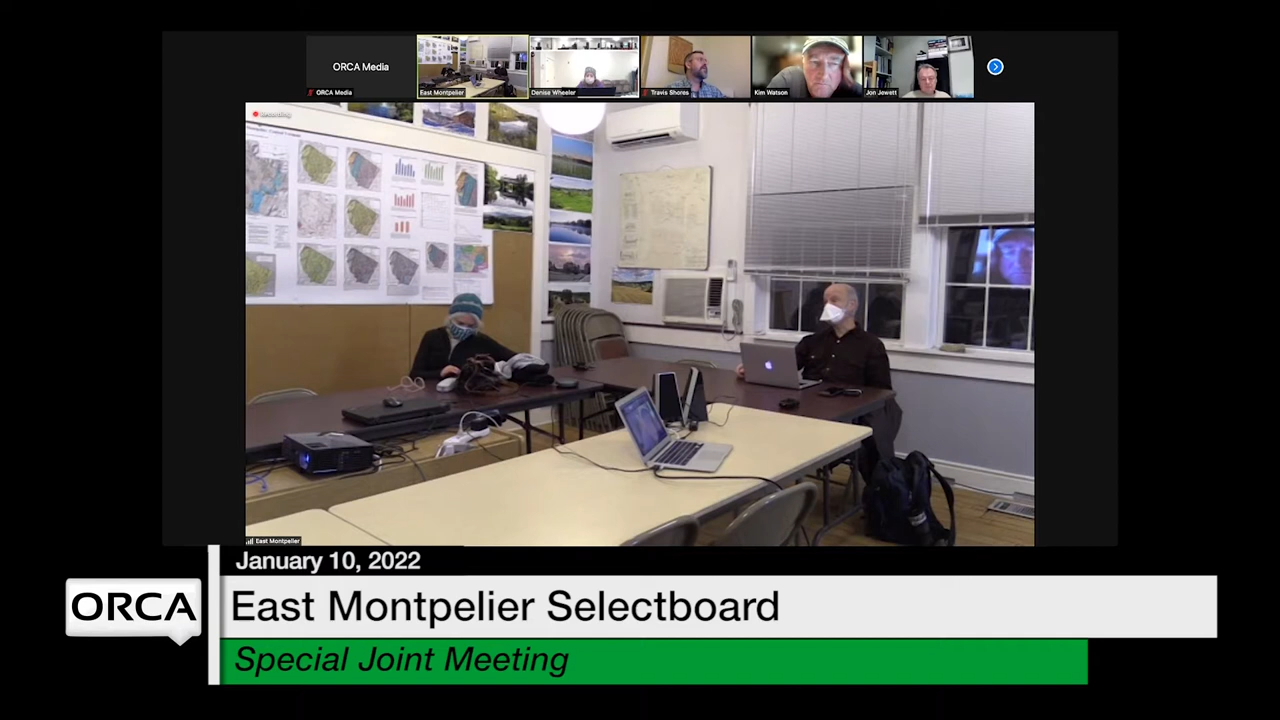 ORCA Media
ORCA Media
East Montpelier
Denise Wheeler
Travis Shores
Kim Watson
Jon Jewett
Recording
East Montpelier
January 10, 2022
ORCA
East Montpelier Selectboard
Special Joint Meeting